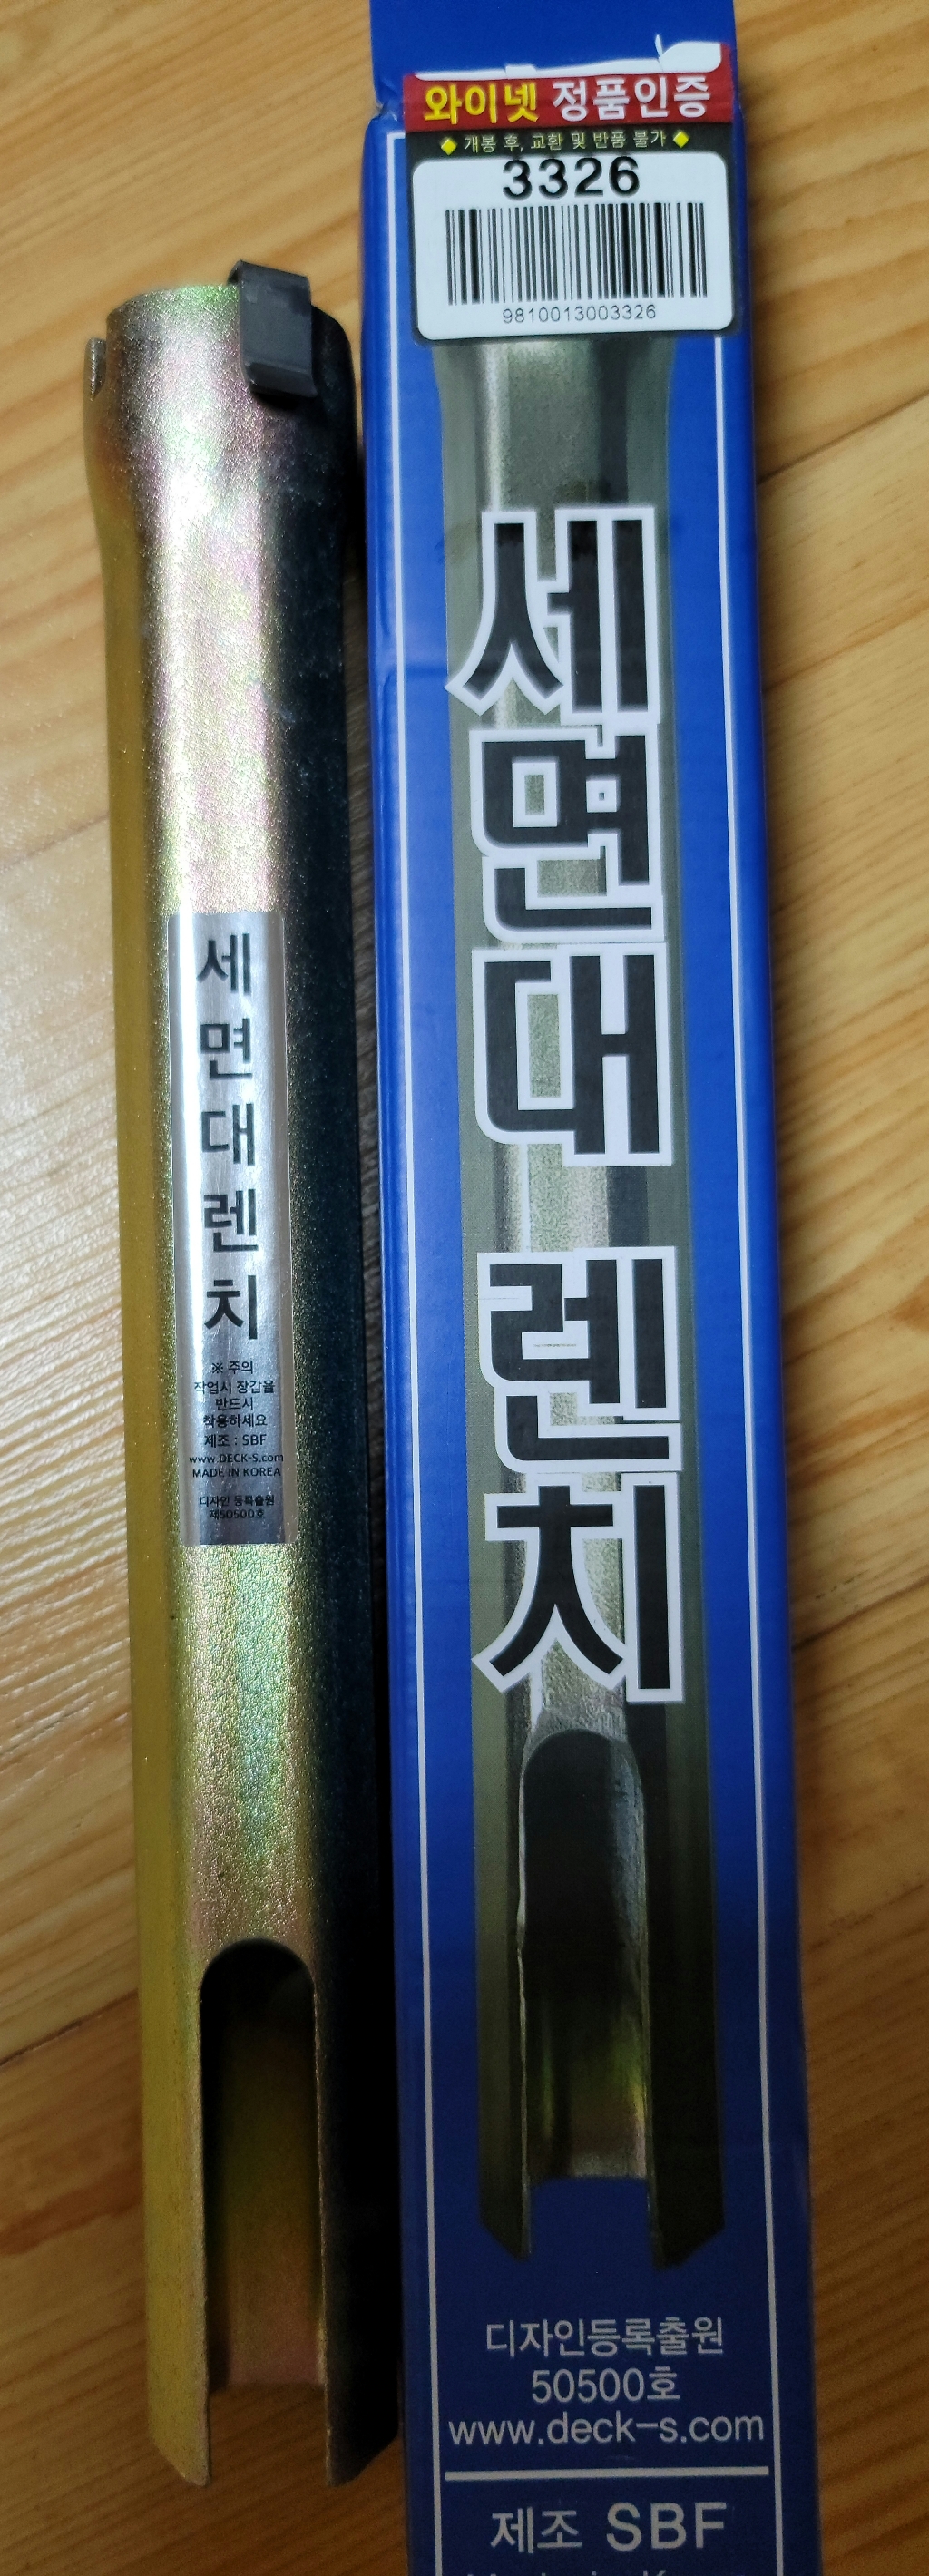 와이넷 정품인증
◆ 개봉 후, 교환 및 반품 불가 ◆
3326
9810013003326
세면대 렌치
디자인등록출원
50500호
www.deck-s.com
제조 SBF
세면대렌치
※ 주의
작업시 장갑을
반드시
착용하세요
제조 : SBF
www.DECK-S.com
MADE IN KOREA
디자인 등록출원
제50500호